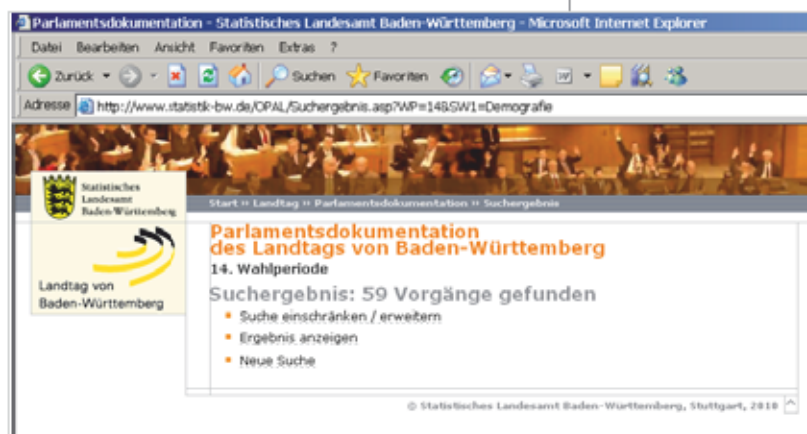 Parlamentsdokumentation - Statistisches Landesamt Baden-Württemberg - Microsoft Internet Explorer
Datei Bearbeiten Ansicht Favoriten Extras ?
Zurück Suchen Favoriten
Adresse http://www.statistik-bw.de/OPAL/Suchergebnis.asp?WP=14&SW1=Demografie
Statistisches
Landesamt
Baden-Württemberg
Start » Landtag » Parlamentsdokumentation » Suchergebnis
Landtag von
Baden-Württemberg
Parlamentsdokumentation
des Landtags von Baden-Württemberg
14. Wahlperiode
Suchergebnis: 59 Vorgänge gefunden
Suche einschränken / erweitern
Ergebnis anzeigen
Neue Suche
© Statistisches Landesamt Baden-Württemberg, Stuttgart, 2010